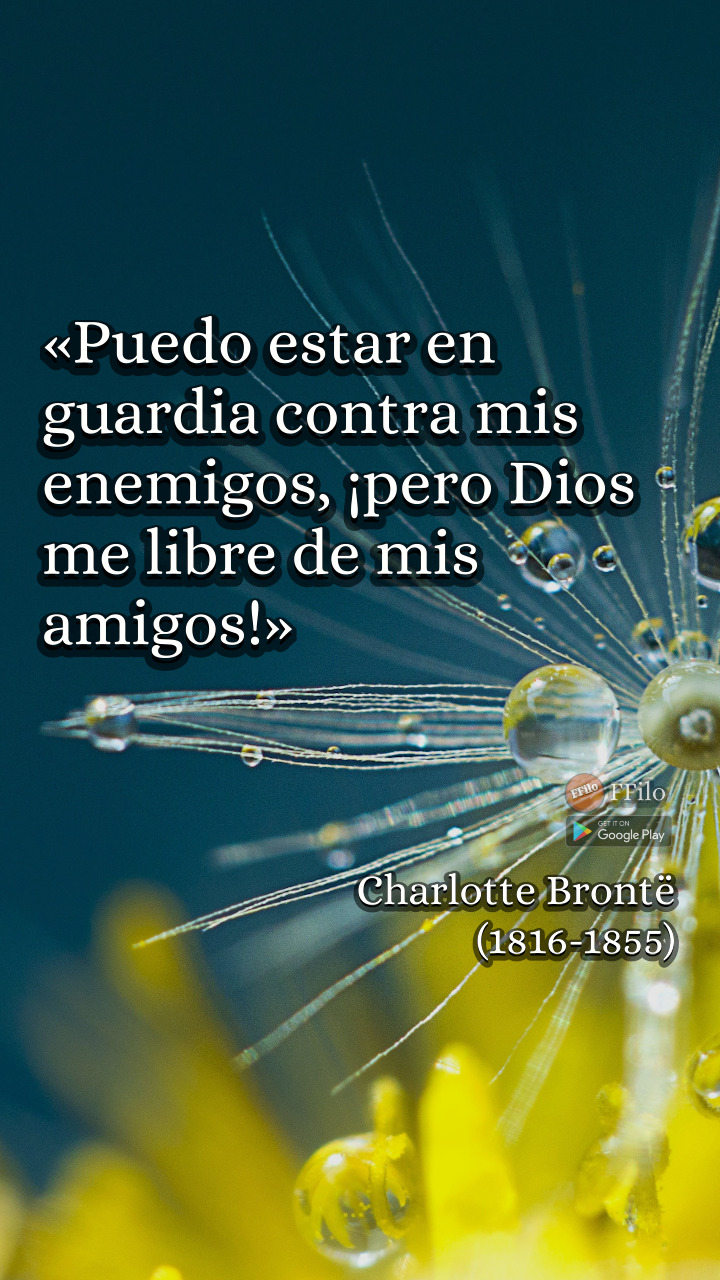 «Puedo estar en
guardia contra mis
enemigos, ¡pero Dios
me libre de mis
amigos!»
FFilo FFilo
GET IT ON
Google Play
Charlotte Brontë
(1816-1855)